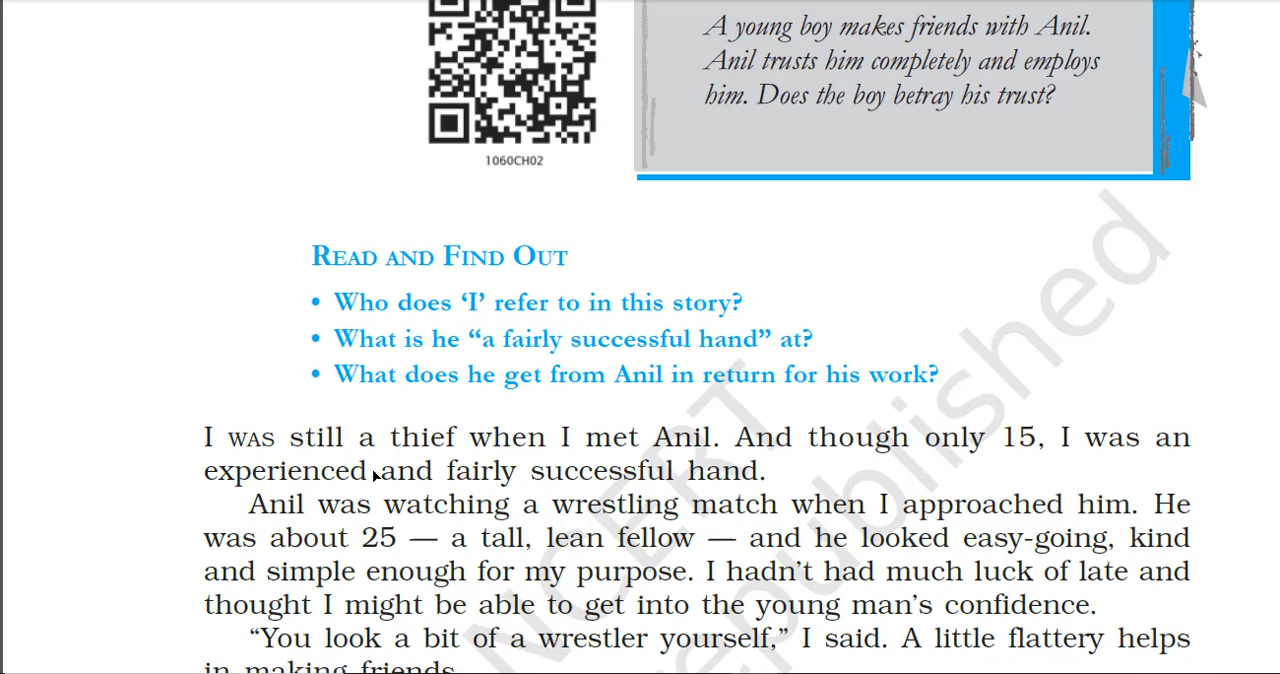 A young boy makes friends with Anil.
Anil trusts him completely and employs
him. Does the boy betray his trust?
1060CH02
READ AND FIND OUT
• Who does ‘I’ refer to in this story?
• What is he “a fairly successful hand” at?
• What does he get from Anil in return for his work?
I WAS still a thief when I met Anil. And though only 15, I was an
experienced and fairly successful hand.
Anil was watching a wrestling match when I approached him. He
was about 25 — a tall, lean fellow — and he looked easy-going, kind
and simple enough for my purpose. I hadn’t had much luck of late and
thought I might be able to get into the young man’s confidence.
“You look a bit of a wrestler yourself,” I said. A little flattery helps
in making friends.
NCERT
republished